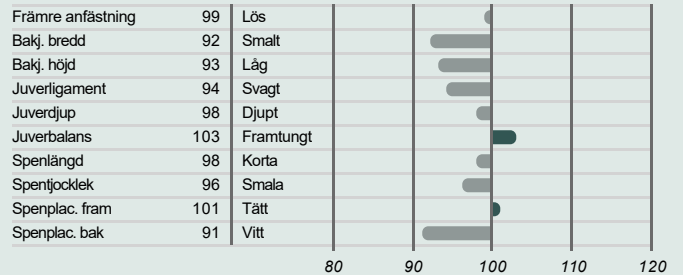 Främre anfästning 99 Lös
Bakj. bredd 92 Smalt
Bakj. höjd 93 Låg
Juverligament 94 Svagt
Juverdjup 98 Djupt
Juverbalans 103 Framtungt
Spenlängd 98 Korta
Spentjocklek 96 Smala
Spenplac. fram 101 Tätt
Spenplac. bak 91 Vitt
80 90 100 110 120